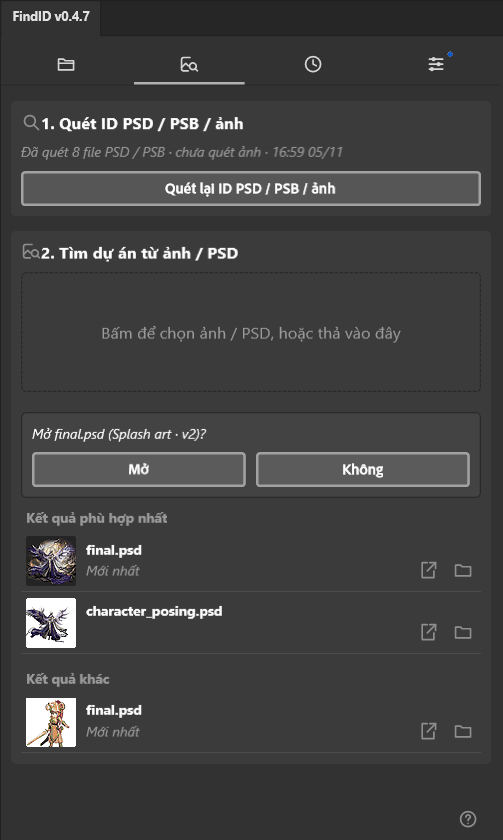 FindID v0.4.7
1. Quét ID PSD / PSB / ảnh
Đã quét 8 file PSD / PSB · chưa quét ảnh · 16:59 05/11
Quét lại ID PSD / PSB / ảnh
2. Tìm dự án từ ảnh / PSD
Bấm để chọn ảnh / PSD, hoặc thả vào đây
Mở final.psd (Splash art · v2)?
Mở
Không
Kết quả phù hợp nhất
final.psd
Mới nhất
character_posing.psd
Kết quả khác
final.psd
Mới nhất